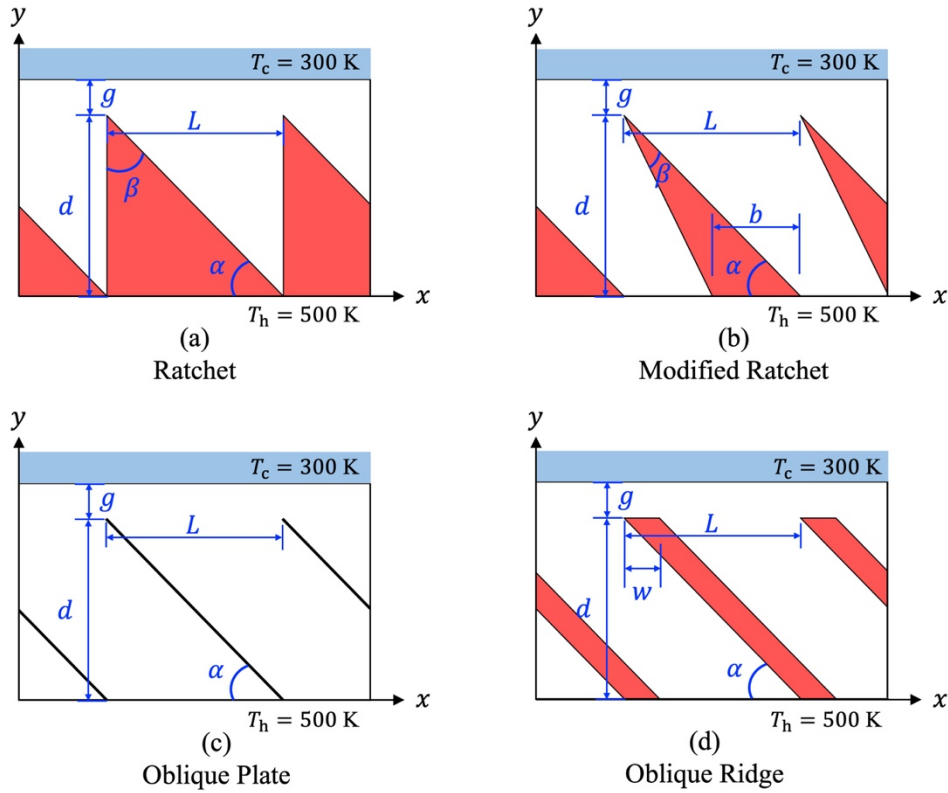 y
y
T_c = 300 K
T_c = 300 K
g
g
L
L
β
β
d
d
b
α
α
x
x
T_h = 500 K
T_h = 500 K
(a)
(b)
Ratchet
Modified Ratchet
y
y
T_c = 300 K
T_c = 300 K
g
g
L
L
d
d
w
α
α
x
x
T_h = 500 K
T_h = 500 K
(c)
(d)
Oblique Plate
Oblique Ridge